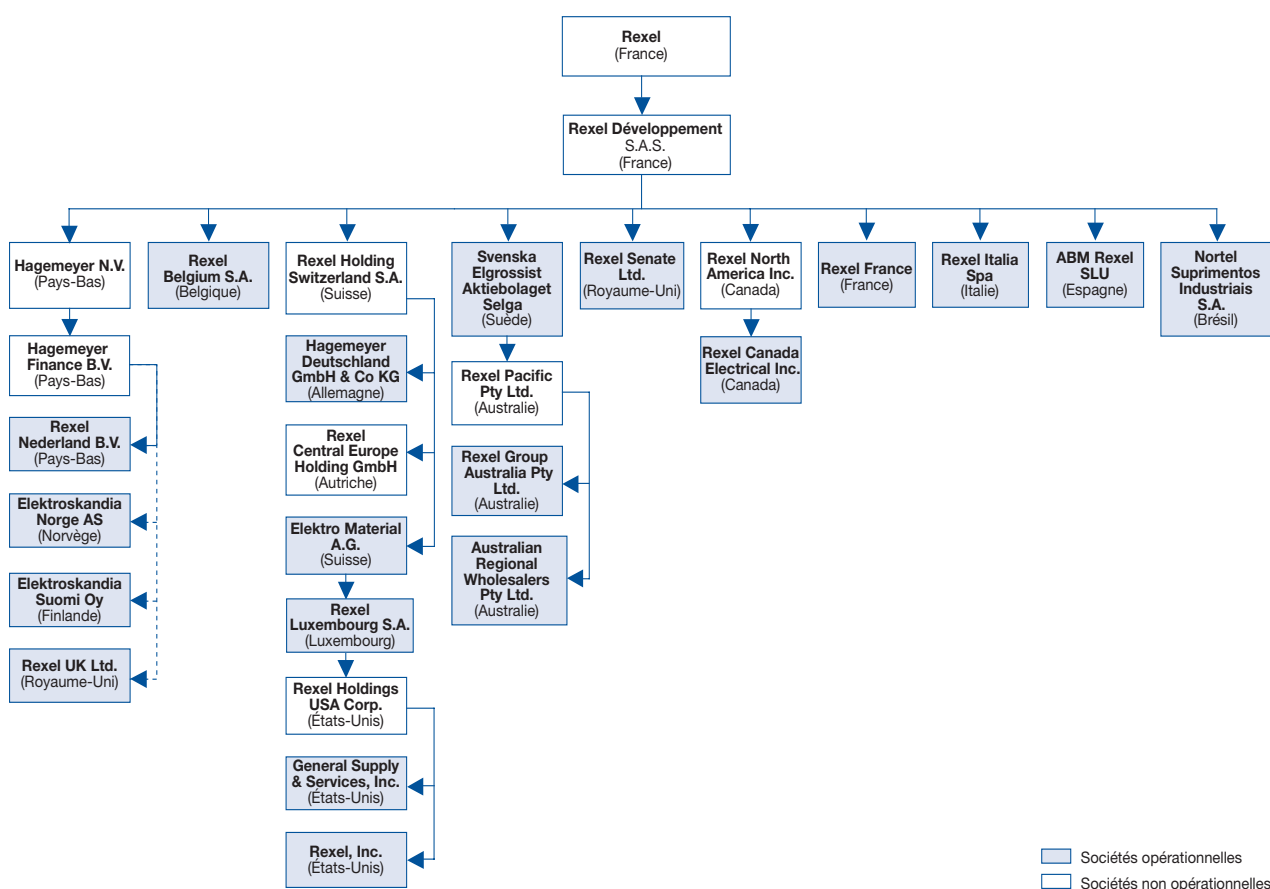 Rexel
(France)
Rexel Développement
S.A.S.
(France)
Hagemeyer N.V.
(Pays-Bas)
Rexel
Belgium S.A.
(Belgique)
Rexel Holding
Switzerland S.A.
(Suisse)
Svenska
Elgrossist
Aktiebolaget
Selga
(Suède)
Rexel Senate
Ltd.
(Royaume-Uni)
Rexel North
America Inc.
(Canada)
Rexel France
(France)
Rexel Italia
Spa
(Italie)
ABM Rexel
SLU
(Espagne)
Nortel
Suprimentos
Industriais
S.A.
(Brésil)
Hagemeyer
Finance B.V.
(Pays-Bas)
Hagemeyer
Deutschland
GmbH & Co KG
(Allemagne)
Rexel Pacific
Pty Ltd.
(Australie)
Rexel Canada
Electrical Inc.
(Canada)
Rexel
Nederland B.V.
(Pays-Bas)
Rexel
Central Europe
Holding GmbH
(Autriche)
Rexel Group
Australia Pty
Ltd.
(Australie)
Elektroskandia
Norge AS
(Norvège)
Elektro Material
A.G.
(Suisse)
Australian
Regional
Wholesalers
Pty Ltd.
(Australie)
Elektroskandia
Suomi Oy
(Finlande)
Rexel
Luxembourg S.A.
(Luxembourg)
Rexel UK Ltd.
(Royaume-Uni)
Rexel Holdings
USA Corp.
(États-Unis)
General Supply
& Services, Inc.
(États-Unis)
Rexel, Inc.
(États-Unis)
Sociétés opérationnelles
Sociétés non opérationnelles